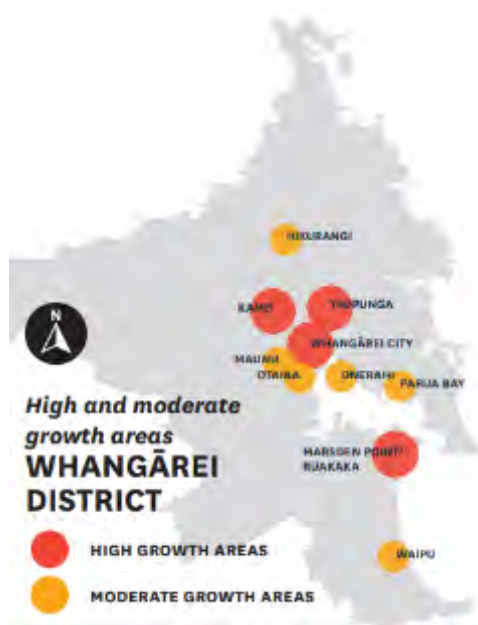 HIKURANGI
KAMO
TIKIPUNGA
WHANGĀREI CITY
MAUNU
OTAIKA
ONERAHI
PARUA BAY
N
High and moderate
growth areas
WHANGĀREI
DISTRICT
MARSDEN POINT/
RUAKAKA
HIGH GROWTH AREAS
WAIPU
MODERATE GROWTH AREAS